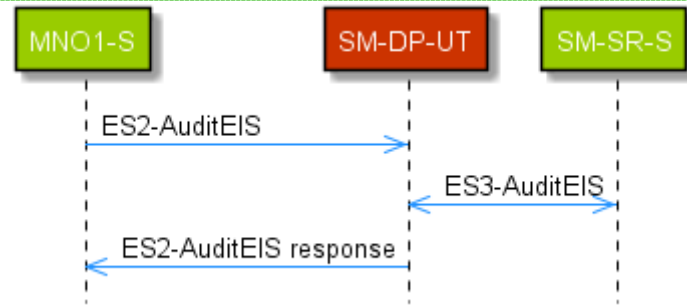 MNO1-S
SM-DP-UT
SM-SR-S
ES2-AuditEIS
ES3-AuditEIS
ES2-AuditEIS response